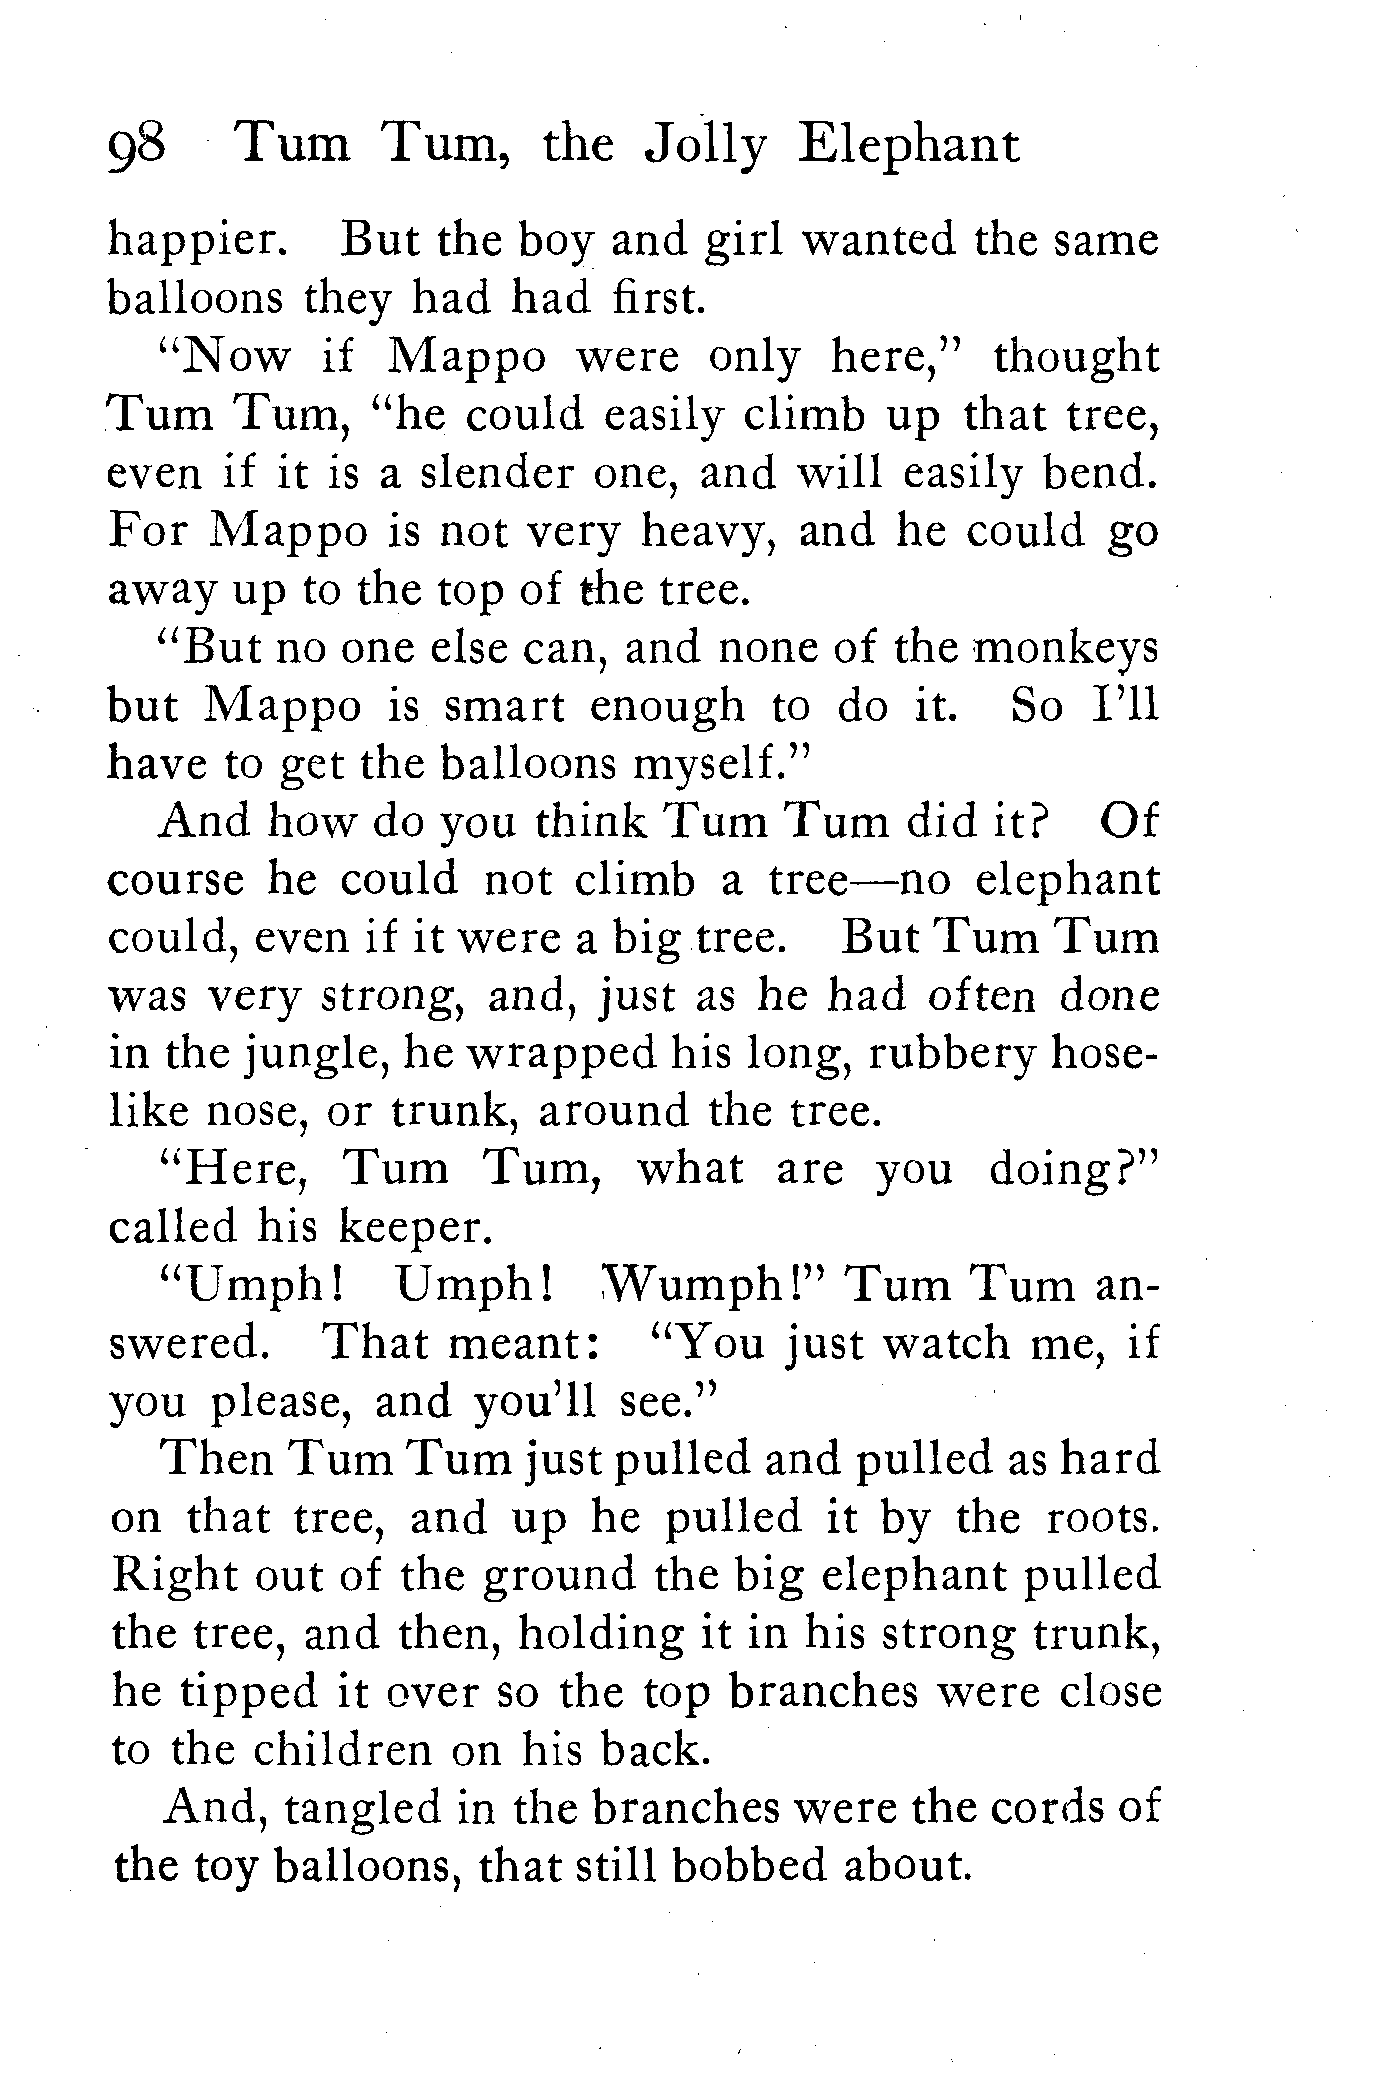 98 Tum Tum, the Jolly Elephant
happier. But the boy and girl wanted the same
balloons they had had first.
“Now if Mappo were only here,” thought
Tum Tum, “he could easily climb up that tree,
even if it is a slender one, and will easily bend.
For Mappo is not very heavy, and he could go
away up to the top of the tree.
“But no one else can, and none of the monkeys
but Mappo is smart enough to do it. So I’ll
have to get the balloons myself.”
And how do you think Tum Tum did it? Of
course he could not climb a tree—no elephant
could, even if it were a big tree. But Tum Tum
was very strong, and, just as he had often done
in the jungle, he wrapped his long, rubbery hose-
like nose, or trunk, around the tree.
“Here, Tum Tum, what are you doing?”
called his keeper.
“Umph! Umph! Wumph!” Tum Tum an-
swered. That meant: “You just watch me, if
you please, and you’ll see.”
Then Tum Tum just pulled and pulled as hard
on that tree, and up he pulled it by the roots.
Right out of the ground the big elephant pulled
the tree, and then, holding it in his strong trunk,
he tipped it over so the top branches were close
to the children on his back.
And, tangled in the branches were the cords of
the toy balloons, that still bobbed about.